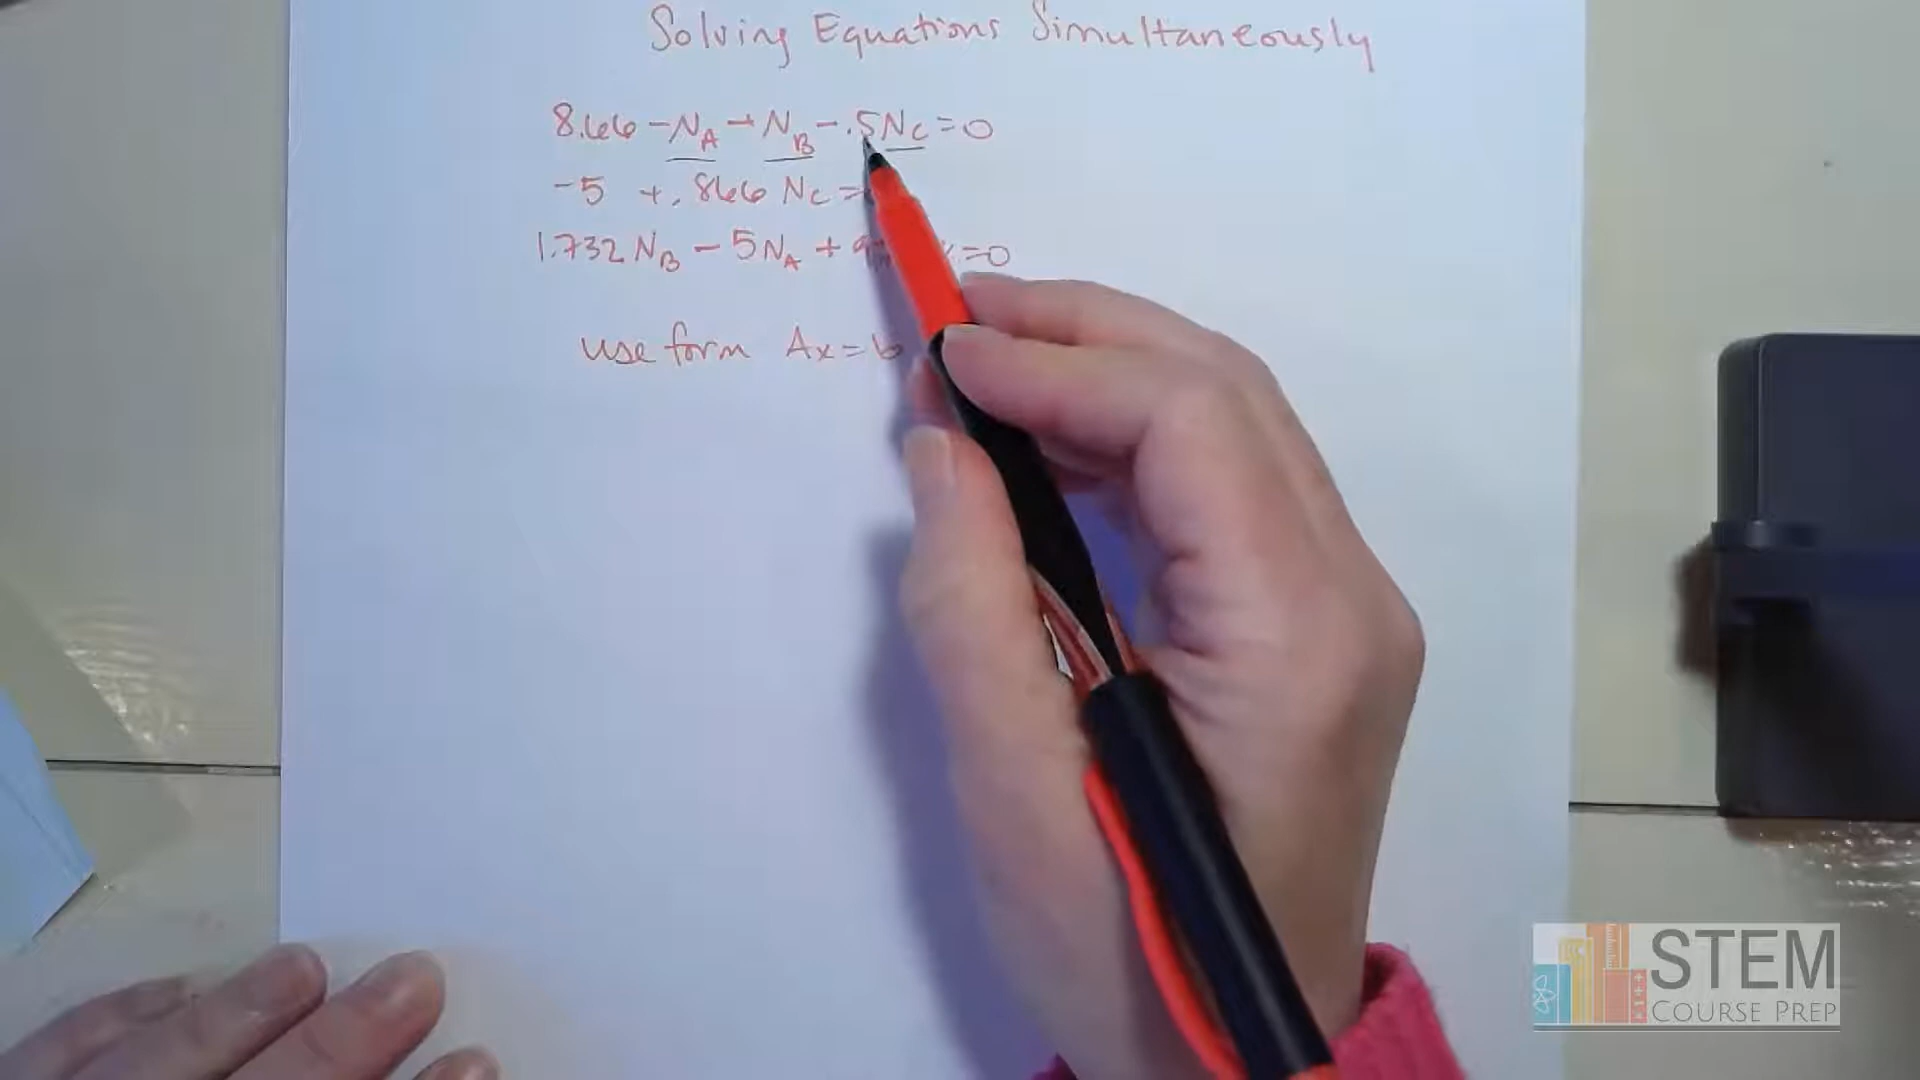 Solving Equations Simultaneously
8.66 - N_A + N_B - .5N_C = 0
-5 + .866 N_C =
1.732 N_B - 5N_A + = 0
use form Ax = b
STEM
COURSE PREP